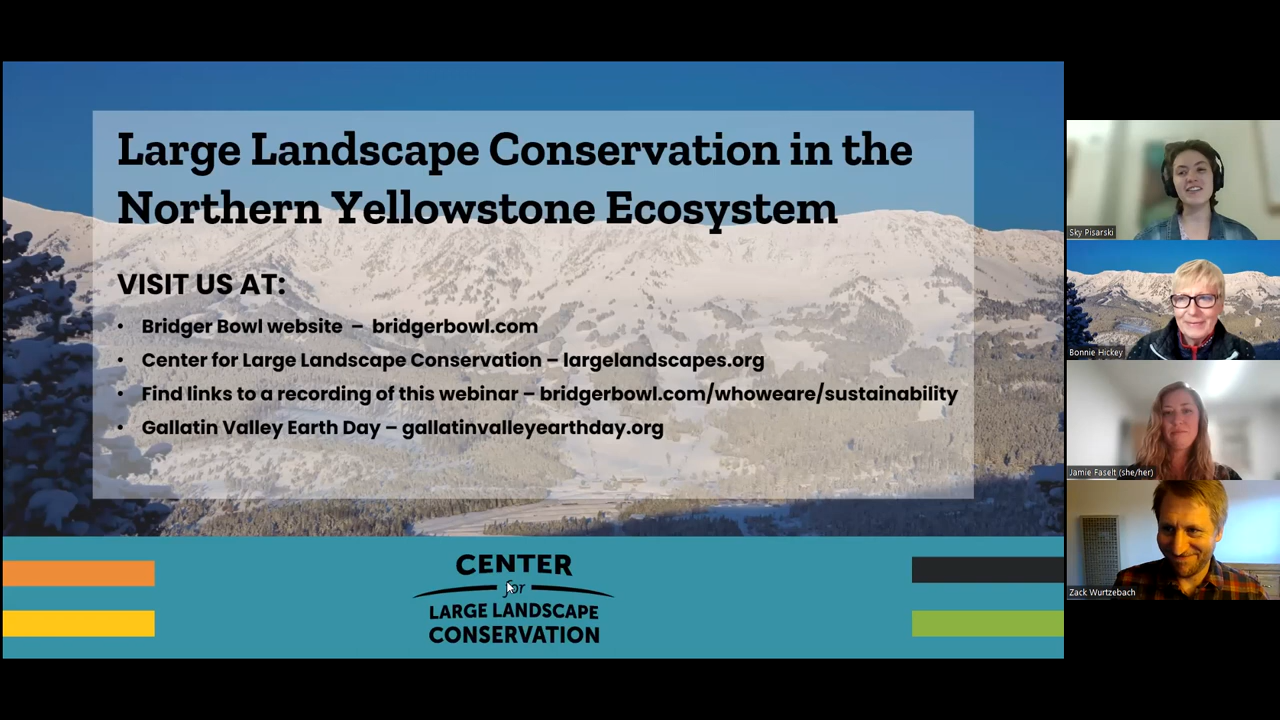 Large Landscape Conservation in the
Northern Yellowstone Ecosystem
VISIT US AT:
• Bridger Bowl website – bridgerbowl.com
• Center for Large Landscape Conservation – largelandscapes.org
• Find links to a recording of this webinar – bridgerbowl.com/whoweare/sustainability
• Gallatin Valley Earth Day – gallatinvalleyearthday.org
CENTER
for
LARGE LANDSCAPE
CONSERVATION
Sky Pisarski
Bonnie Hickey
Jamie Faselt (she/her)
Zack Wurtzebach